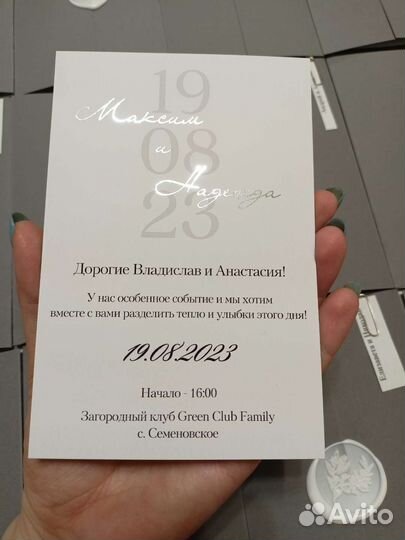 19
Максим
08
и
Надежда
23
Дорогие Владислав и Анастасия!
У нас особенное событие и мы хотим
вместе с вами разделить тепло и улыбки этого дня!
19.08.2023
Начало - 16:00
Загородный клуб Green Club Family
с. Семеновское
Елизавета и
Avito